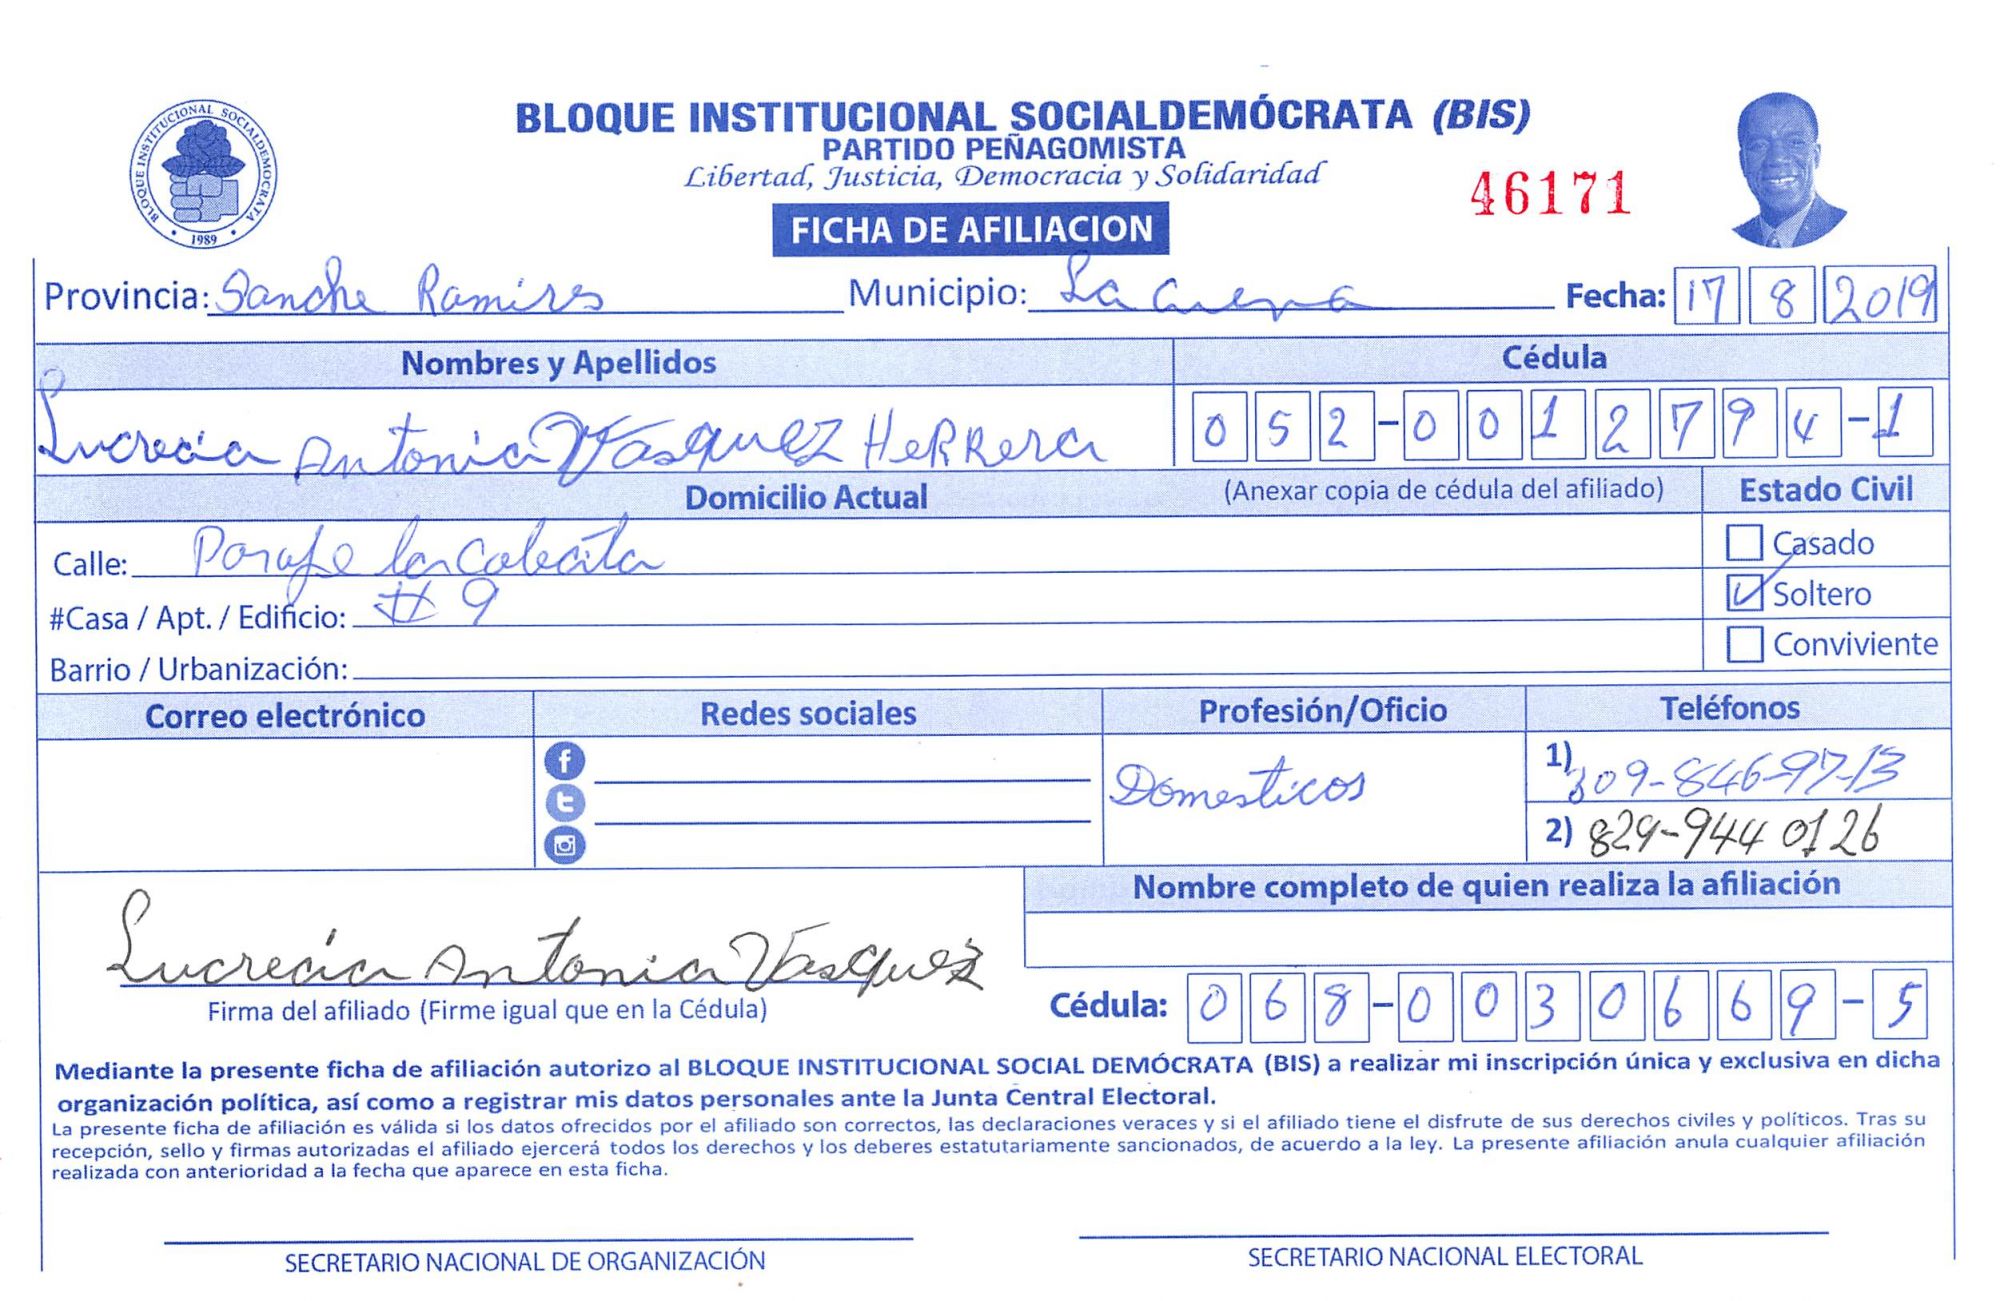 BLOQUE INSTITUCIONAL SOCIALDEMÓCRATA (BIS)
PARTIDO PEÑAGOMISTA
Libertad, Justicia, Democracia y Solidaridad
46171
FICHA DE AFILIACION
BLOQUE INSTITUCIONAL SOCIALDEMOCRATA
1989
Provincia: Sanche Ramires Municipio: La Cueva Fecha: 17 8 2019
Nombres y Apellidos Cédula
Lucrecia Antonia Vasquez Herrera 052-0012794-1
Domicilio Actual (Anexar copia de cédula del afiliado) Estado Civil
Calle: Paraje la Cabecita Casado
#Casa / Apt. / Edificio: # 9 Soltero
Barrio / Urbanización: Conviviente
Correo electrónico Redes sociales Profesión/Oficio Teléfonos
Domesticos 1) 809-846-97-13
2) 829-944 0126
Nombre completo de quien realiza la afiliación
Lucrecia Antonia Vasquez
Firma del afiliado (Firme igual que en la Cédula) Cédula: 068-0030669-5
Mediante la presente ficha de afiliación autorizo al BLOQUE INSTITUCIONAL SOCIAL DEMÓCRATA (BIS) a realizar mi inscripción única y exclusiva en dicha
organización política, así como a registrar mis datos personales ante la Junta Central Electoral.
La presente ficha de afiliación es válida si los datos ofrecidos por el afiliado son correctos, las declaraciones veraces y si el afiliado tiene el disfrute de sus derechos civiles y políticos. Tras su
recepción, sello y firmas autorizadas el afiliado ejercerá todos los derechos y los deberes estatutariamente sancionados, de acuerdo a la ley. La presente afiliación anula cualquier afiliación
realizada con anterioridad a la fecha que aparece en esta ficha.
SECRETARIO NACIONAL DE ORGANIZACIÓN SECRETARIO NACIONAL ELECTORAL